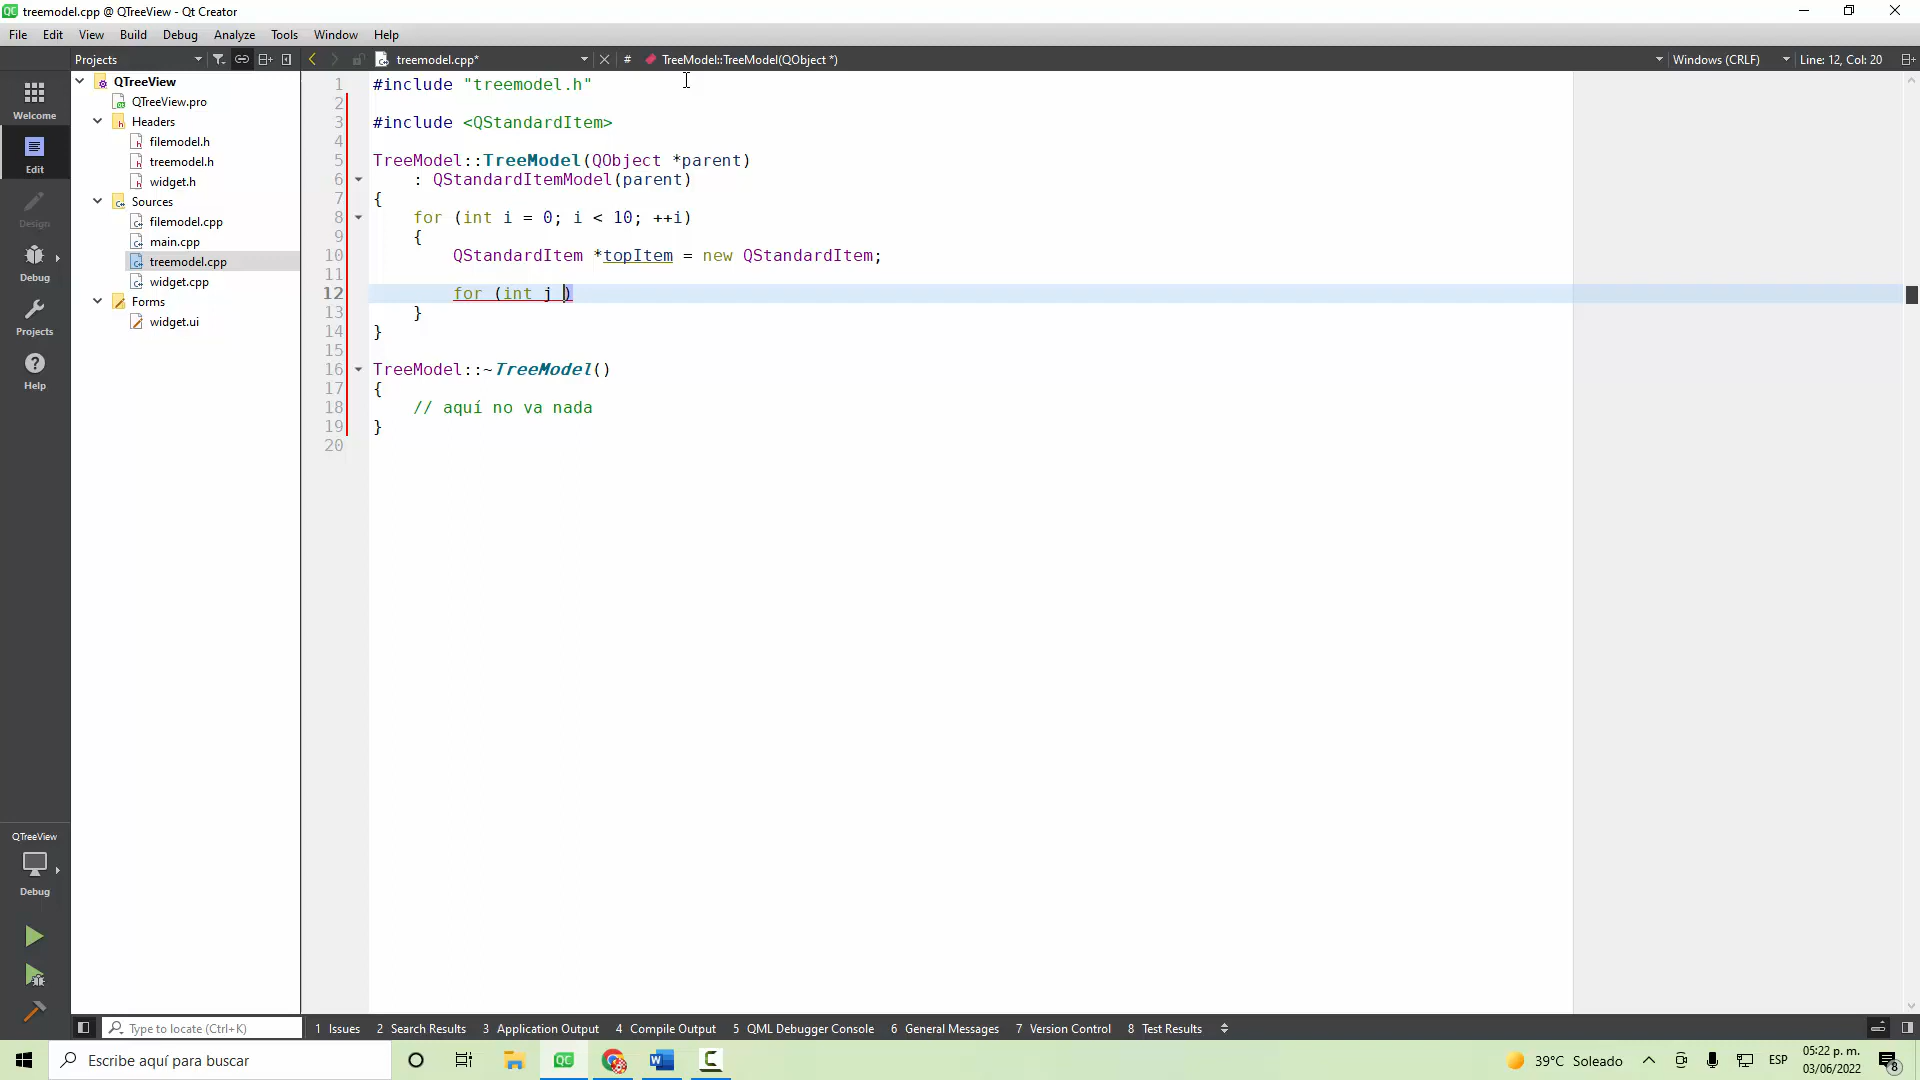 treemodel.cpp @ QTreeView - Qt Creator
File Edit View Build Debug Analyze Tools Window Help
Projects treemodel.cpp* # TreeModel::TreeModel(QObject *) Windows (CRLF) Line: 12, Col: 20
Welcome
Edit
Design
Debug
Projects
Help
QTreeView
QTreeView.pro
Headers
filemodel.h
treemodel.h
widget.h
Sources
filemodel.cpp
main.cpp
treemodel.cpp
widget.cpp
Forms
widget.ui
1 #include "treemodel.h"
2
3 #include <QStandardItem>
4
5 TreeModel::TreeModel(QObject *parent)
6 : QStandardItemModel(parent)
7 {
8 for (int i = 0; i < 10; ++i)
9 {
10 QStandardItem *topItem = new QStandardItem;
11
12 for (int j )
13 }
14 }
15
16 TreeModel::~TreeModel()
17 {
18 // aquí no va nada
19 }
20
QTreeView
Debug
Type to locate (Ctrl+K) 1 Issues 2 Search Results 3 Application Output 4 Compile Output 5 QML Debugger Console 6 General Messages 7 Version Control 8 Test Results
Escribe aquí para buscar 39°C Soleado ESP 05:22 p. m.
03/06/2022 8